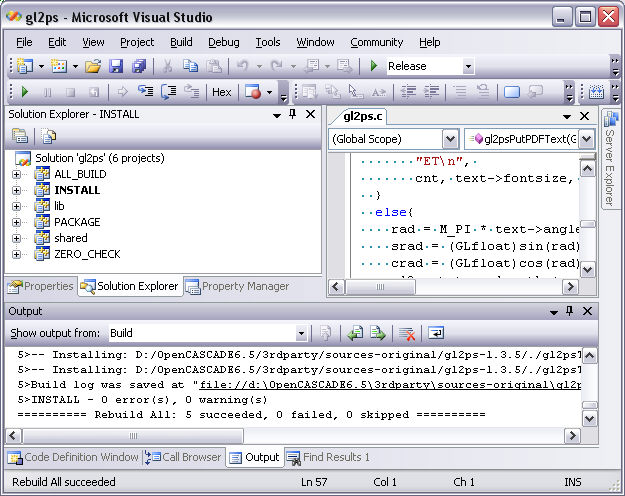 gl2ps - Microsoft Visual Studio
File Edit View Project Build Debug Tools Window Community Help
Release
Hex
Solution Explorer - INSTALL
gl2ps.c
Solution 'gl2ps' (6 projects)
ALL_BUILD
INSTALL
lib
PACKAGE
shared
ZERO_CHECK
(Global Scope) gl2psPutPDFText(G
"ET\n",
cnt, text->fontsize,
}
else{
rad = M_PI * text->angle
srad = (GLfloat)sin(rad)
crad = (GLfloat)cos(rad)
Server Explorer
Properties Solution Explorer Property Manager
Output
Show output from: Build
5>-- Installing: D:/OpenCASCADE6.5/3rdparty/sources-original/gl2ps-1.3.5/./gl2psT
5>-- Installing: D:/OpenCASCADE6.5/3rdparty/sources-original/gl2ps-1.3.5/./gl2psT
5>Build log was saved at "file://d:\OpenCASCADE6.5\3rdparty\sources-original\gl2p
5>INSTALL - 0 error(s), 0 warning(s)
========== Rebuild All: 5 succeeded, 0 failed, 0 skipped ==========
Code Definition Window Call Browser Output Find Results 1
Rebuild All succeeded Ln 57 Col 1 Ch 1 INS